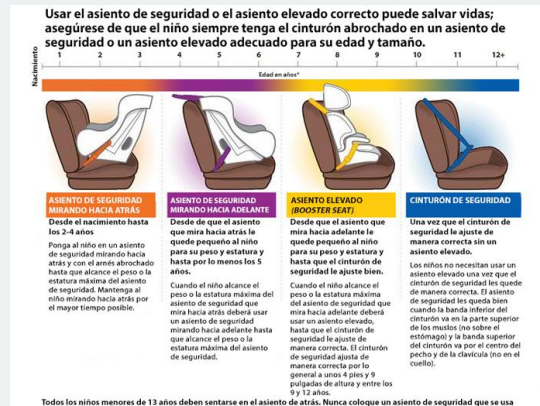 Usar el asiento de seguridad o el asiento elevado correcto puede salvar vidas;
asegúrese de que el niño siempre tenga el cinturón abrochado en un asiento de
seguridad o un asiento elevado adecuado para su edad y tamaño.
Nacimiento
1 2 3 4 5 6 7 8 9 10 11 12+
Edad en años*
ASIENTO DE SEGURIDAD
MIRANDO HACIA ATRÁS
Desde el nacimiento hasta
los 2-4 años
Ponga al niño en un asiento
de seguridad mirando hacia
atrás y con el arnés abrochado
hasta que alcance el peso o la
estatura máxima del asiento
de seguridad. Mantenga al
niño mirando hacia atrás por
el mayor tiempo posible.
ASIENTO DE SEGURIDAD
MIRANDO HACIA ADELANTE
Desde de que el asiento
que mira hacia atrás le
quede pequeño al niño
para su peso y estatura y
hasta por lo menos los 5
años.
Cuando el niño alcance el
peso o la estatura máxima del
asiento de seguridad que
mira hacia atrás deberá usar
un asiento de seguridad
mirando hacia adelante hasta
que alcance el peso o la
estatura máxima del asiento
de seguridad.
ASIENTO ELEVADO
(BOOSTER SEAT)
Desde que el asiento que
mira hacia adelante le
quede pequeño al niño
para su peso y estatura y
hasta que el cinturón de
seguridad le ajuste bien.
Cuando el niño alcance el
peso o la estatura máxima
del asiento de seguridad
que mira hacia adelante
deberá usar un asiento elevado,
hasta que el cinturón de
seguridad le ajuste de
manera correcta. El cinturón
de seguridad ajusta de
manera correcta por lo
general a unos 4 pies y 9
pulgadas de altura y entre los
9 y 12 años.
CINTURÓN DE SEGURIDAD
Una vez que el cinturón de
seguridad le ajuste de
manera correcta sin un
asiento elevado.
Los niños no necesitan usar un
asiento elevado una vez que el
cinturón de seguridad les quede
de manera correcta. El asiento
de seguridad les queda bien
cuando la banda inferior del
cinturón va en la parte superior
de los muslos (no sobre el
estómago) y la banda superior
del cinturón va por el centro del
pecho y de la clavícula (no en el
cuello).
Todos los niños menores de 13 años deben sentarse en el asiento de atrás. Nunca coloque un asiento de seguridad que se usa